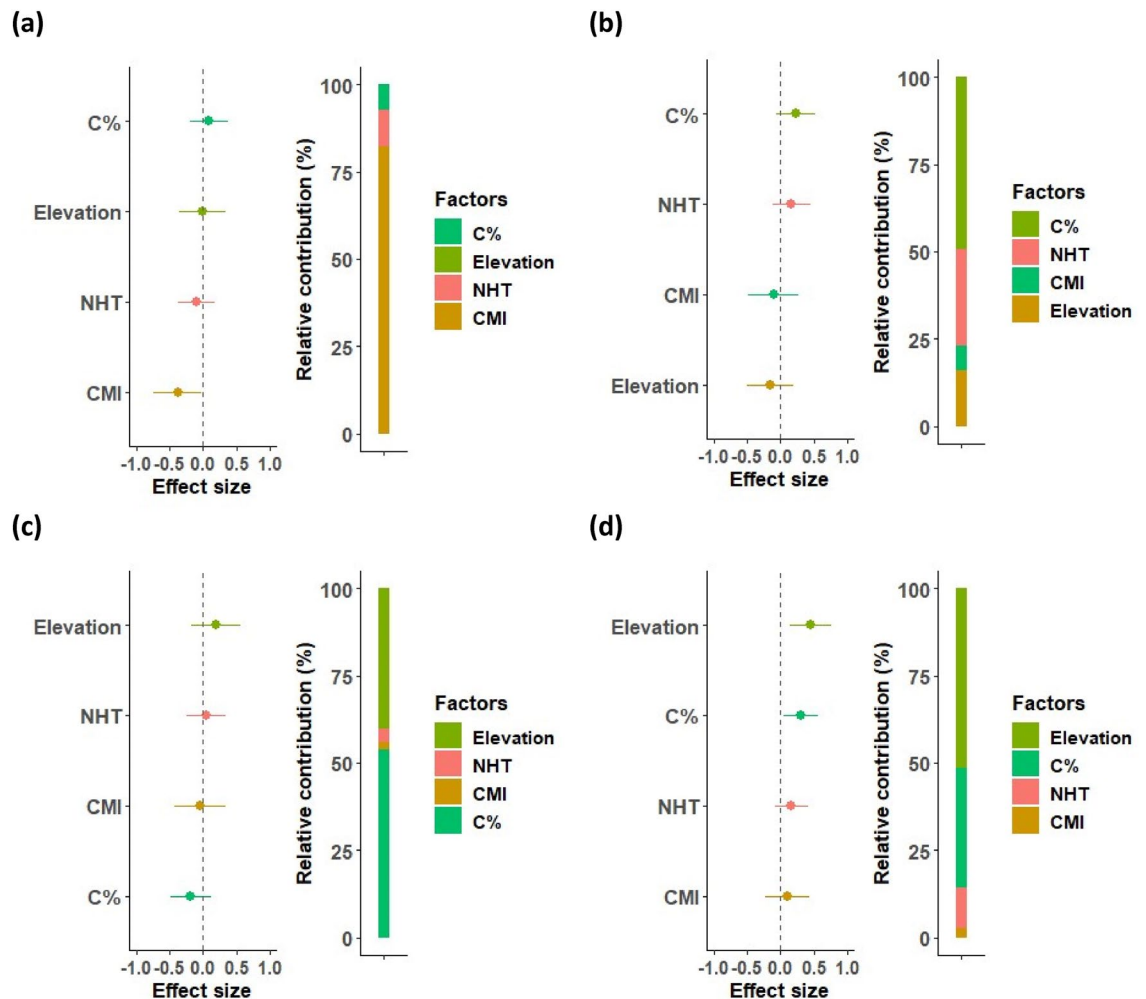 (a)
C%
Elevation
NHT
CMI
-1.0 -0.5 0.0 0.5 1.0
Effect size
Relative contribution (%)
100
75
50
25
0
Factors
C%
Elevation
NHT
CMI
(b)
C%
NHT
CMI
Elevation
-1.0 -0.5 0.0 0.5 1.0
Effect size
Relative contribution (%)
100
75
50
25
0
Factors
C%
NHT
CMI
Elevation
(c)
Elevation
NHT
CMI
C%
-1.0 -0.5 0.0 0.5 1.0
Effect size
Relative contribution (%)
100
75
50
25
0
Factors
Elevation
NHT
CMI
C%
(d)
Elevation
C%
NHT
CMI
-1.0 -0.5 0.0 0.5 1.0
Effect size
Relative contribution (%)
100
75
50
25
0
Factors
Elevation
C%
NHT
CMI